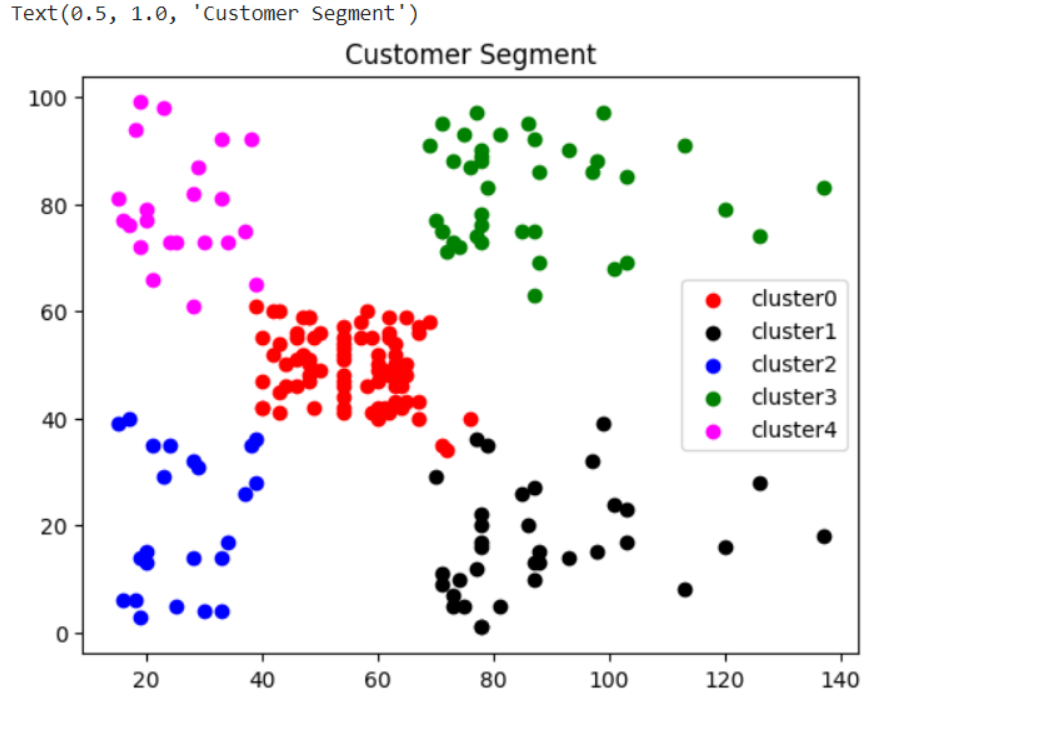 Text(0.5, 1.0, 'Customer Segment')
Customer Segment
100
80
60
40
20
0
cluster0
cluster1
cluster2
cluster3
cluster4
20 40 60 80 100 120 140